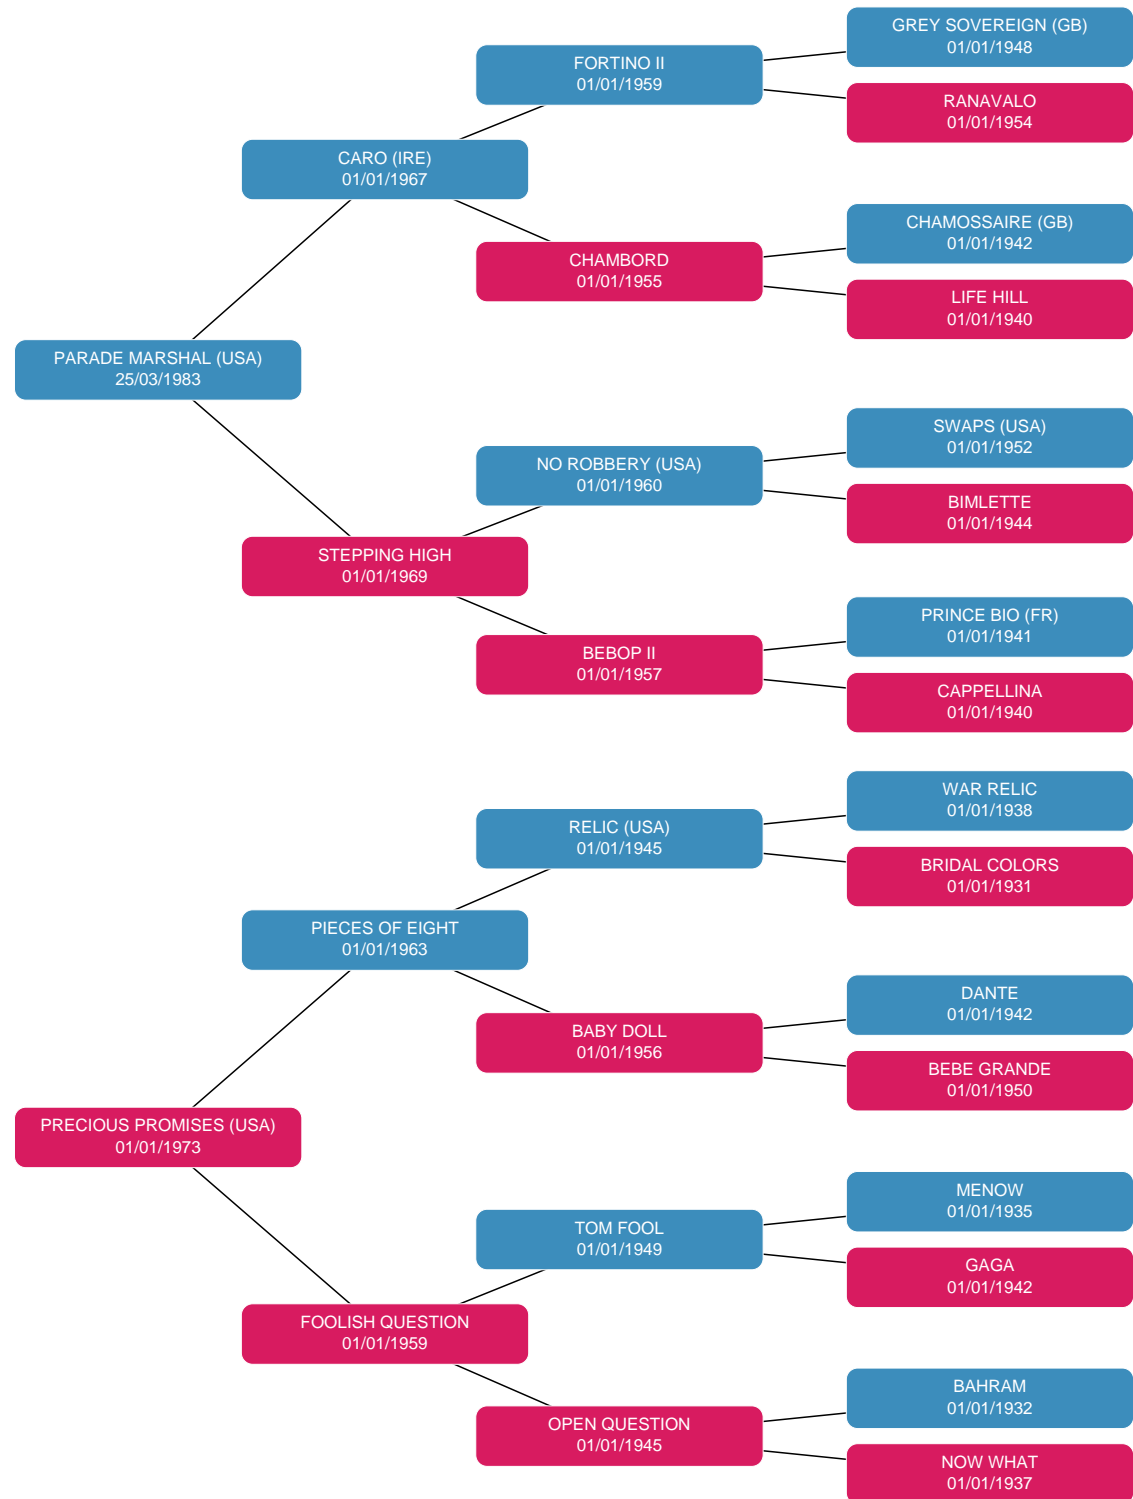 GREY SOVEREIGN (GB)
01/01/1948
FORTINO II
01/01/1959
RANAVALO
01/01/1954
CARO (IRE)
01/01/1967
CHAMOSSAIRE (GB)
01/01/1942
CHAMBORD
01/01/1955
LIFE HILL
01/01/1940
PARADE MARSHAL (USA)
25/03/1983
SWAPS (USA)
01/01/1952
NO ROBBERY (USA)
01/01/1960
BIMLETTE
01/01/1944
STEPPING HIGH
01/01/1969
PRINCE BIO (FR)
01/01/1941
BEBOP II
01/01/1957
CAPPELLINA
01/01/1940
WAR RELIC
01/01/1938
RELIC (USA)
01/01/1945
BRIDAL COLORS
01/01/1931
PIECES OF EIGHT
01/01/1963
DANTE
01/01/1942
BABY DOLL
01/01/1956
BEBE GRANDE
01/01/1950
PRECIOUS PROMISES (USA)
01/01/1973
MENOW
01/01/1935
TOM FOOL
01/01/1949
GAGA
01/01/1942
FOOLISH QUESTION
01/01/1959
BAHRAM
01/01/1932
OPEN QUESTION
01/01/1945
NOW WHAT
01/01/1937